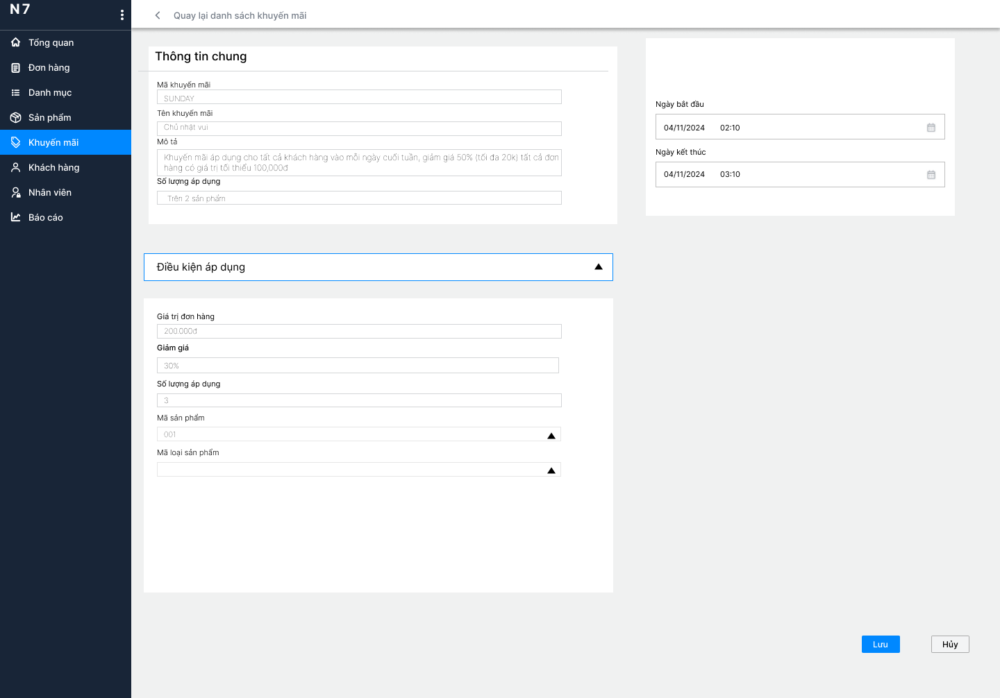 N7
Quay lại danh sách khuyến mãi
Tổng quan
Đơn hàng
Danh mục
Sản phẩm
Khuyến mãi
Khách hàng
Nhân viên
Báo cáo
Thông tin chung
Mã khuyến mãi
SUNDAY
Tên khuyến mãi
Chủ nhật vui
Mô tả
Khuyến mãi áp dụng cho tất cả khách hàng vào mỗi ngày cuối tuần, giảm giá 50% (tối đa 20k) tất cả đơn
hàng có giá trị tối thiểu 100,000đ
Số lượng áp dụng
Trên 2 sản phẩm
Ngày bắt đầu
04/11/2024 02:10
Ngày kết thúc
04/11/2024 03:10
Điều kiện áp dụng
Giá trị đơn hàng
200.000đ
Giảm giá
30%
Số lượng áp dụng
3
Mã sản phẩm
001
Mã loại sản phẩm
Lưu
Hủy